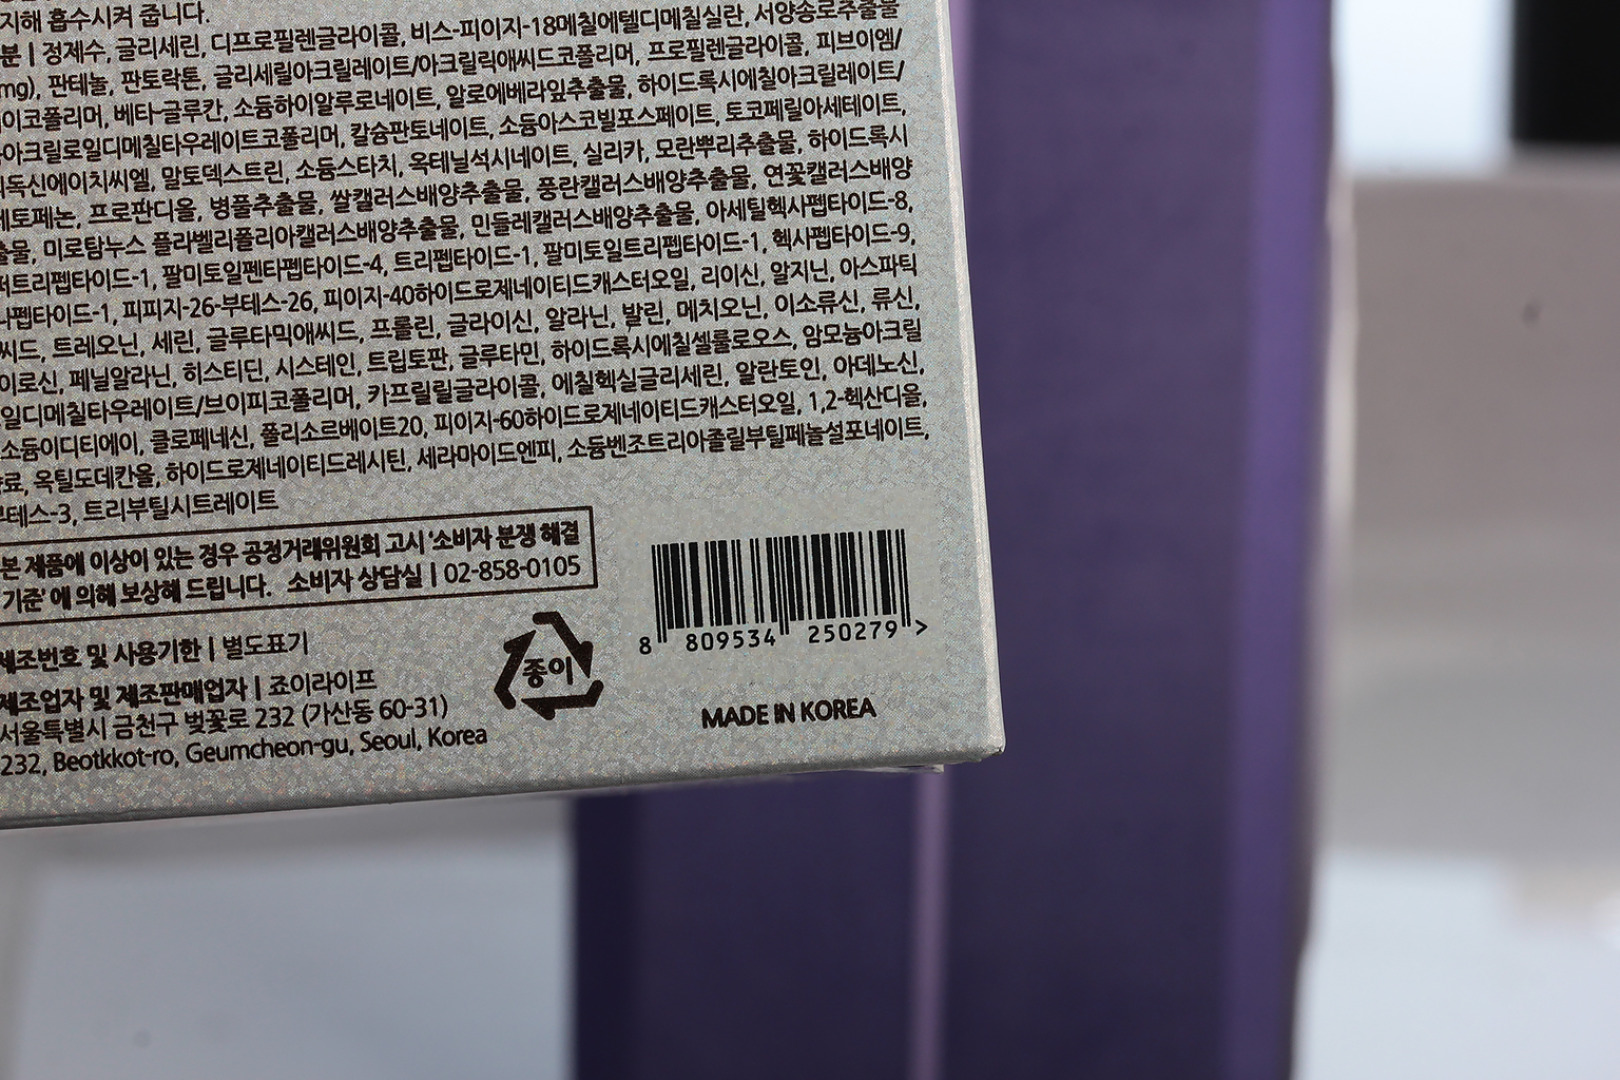 지해 흡수시켜 줍니다.
분 | 정제수, 글리세린, 디프로필렌글라이콜, 비스-피이지-18메칠에텔디메칠실란, 서양송로추출물
mg), 판테놀, 판토락톤, 글리세릴아크릴레이트/아크릴릭애씨드코폴리머, 프로필렌글라이콜, 피브이엠/
이코폴리머, 베타-글루칸, 소듐하이알루로네이트, 알로에베라잎추출물, 하이드록시에칠아크릴레이트/
아크릴로일디메칠타우레이트코폴리머, 칼슘판토네이트, 소듐아스코빌포스페이트, 토코페릴아세테이트,
독신에이치씨엘, 말토덱스트린, 소듐스타치, 옥테닐석시네이트, 실리카, 모란뿌리추출물, 하이드록시
세토페논, 프로판디올, 병풀추출물, 쌀캘러스배양추출물, 풍란캘러스배양추출물, 연꽃캘러스배양
출물, 미로탐누스 플라벨리폴리아캘러스배양추출물, 민들레캘러스배양추출물, 아세틸헥사펩타이드-8,
퍼트리펩타이드-1, 팔미토일펜타펩타이드-4, 트리펩타이드-1, 팔미토일트리펩타이드-1, 헥사펩타이드-9,
나펩타이드-1, 피피지-26-부테스-26, 피이지-40하이드로제네이티드캐스터오일, 리이신, 알지닌, 아스파틱
씨드, 트레오닌, 세린, 글루타믹애씨드, 프롤린, 글라이신, 알라닌, 발린, 메치오닌, 이소류신, 류신,
이로신, 페닐알라닌, 히스티딘, 시스테인, 트립토판, 글루타민, 하이드록시에칠셀룰로오스, 암모늄아크릴
일디메칠타우레이트/브이피코폴리머, 카프릴릴글라이콜, 에칠헥실글리세린, 알란토인, 아데노신,
소듐이디티에이, 클로페네신, 폴리소르베이트20, 피이지-60하이드로제네이티드캐스터오일, 1,2-헥산디올,
료, 옥틸도데칸올, 하이드로제네이티드레시틴, 세라마이드엔피, 소듐벤조트리아졸릴부틸페놀설포네이트,
부테스-3, 트리부틸시트레이트
본 제품에 이상이 있는 경우 공정거래위원회 고시 '소비자 분쟁 해결
기준' 에 의해 보상해 드립니다. 소비자 상담실 | 02-858-0105
제조번호 및 사용기한 | 별도표기
제조업자 및 제조판매업자 | 죠이라이프
서울특별시 금천구 벚꽃로 232 (가산동 60-31)
232, Beotkkot-ro, Geumcheon-gu, Seoul, Korea
종이
8 809534 250279 >
MADE IN KOREA